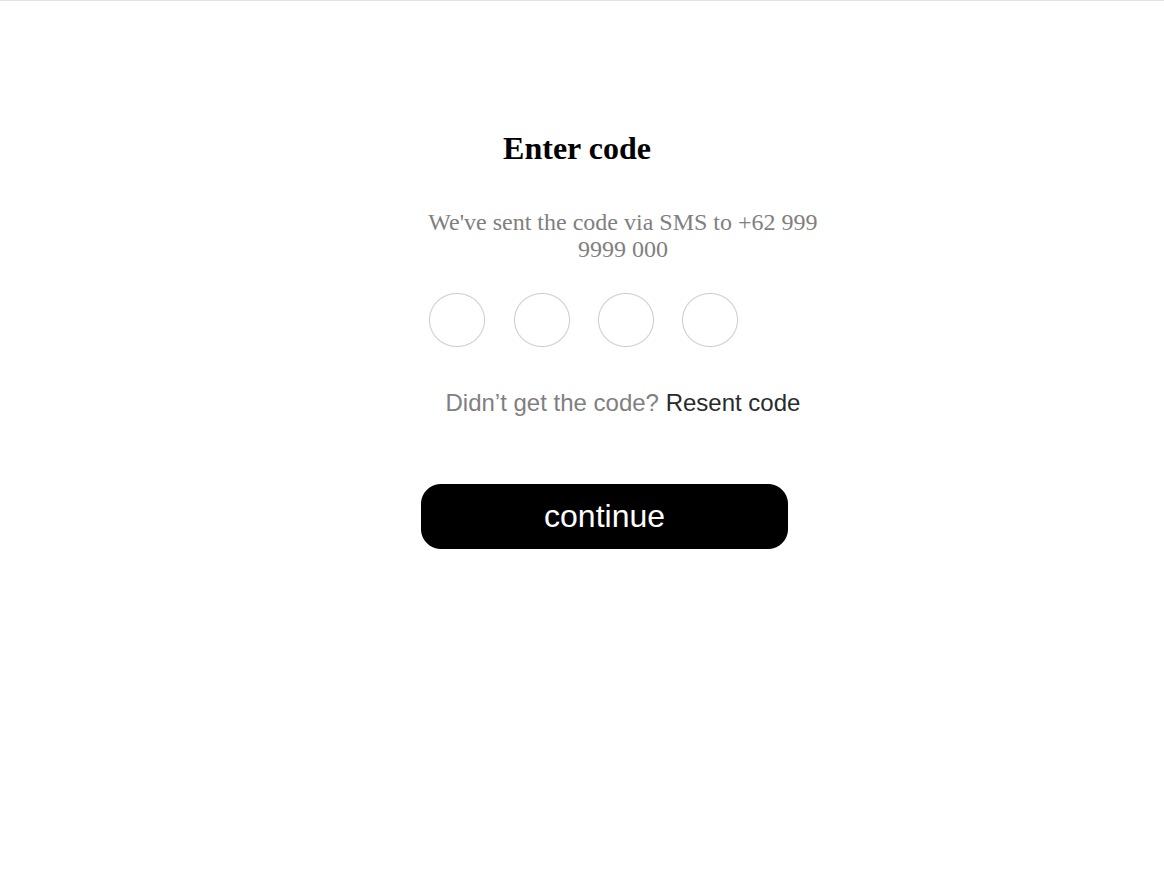 Enter code
We've sent the code via SMS to +62 999
9999 000
Didn’t get the code? Resent code
continue